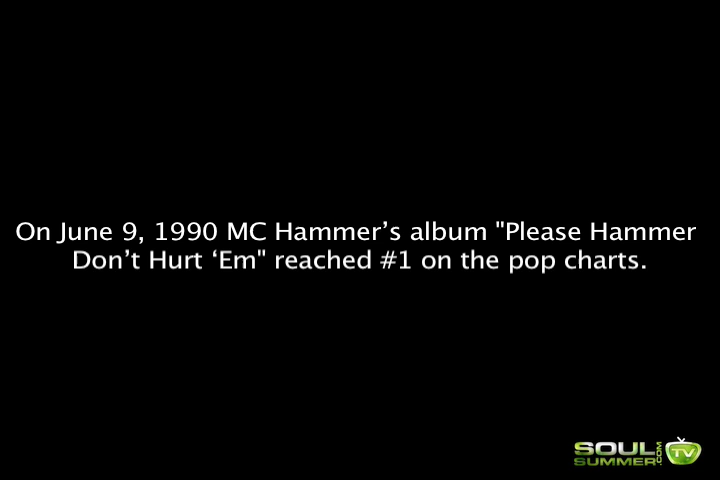 On June 9, 1990 MC Hammer’s album "Please Hammer
Don’t Hurt ‘Em" reached #1 on the pop charts.
SOUL
SUMMER.COM
TV